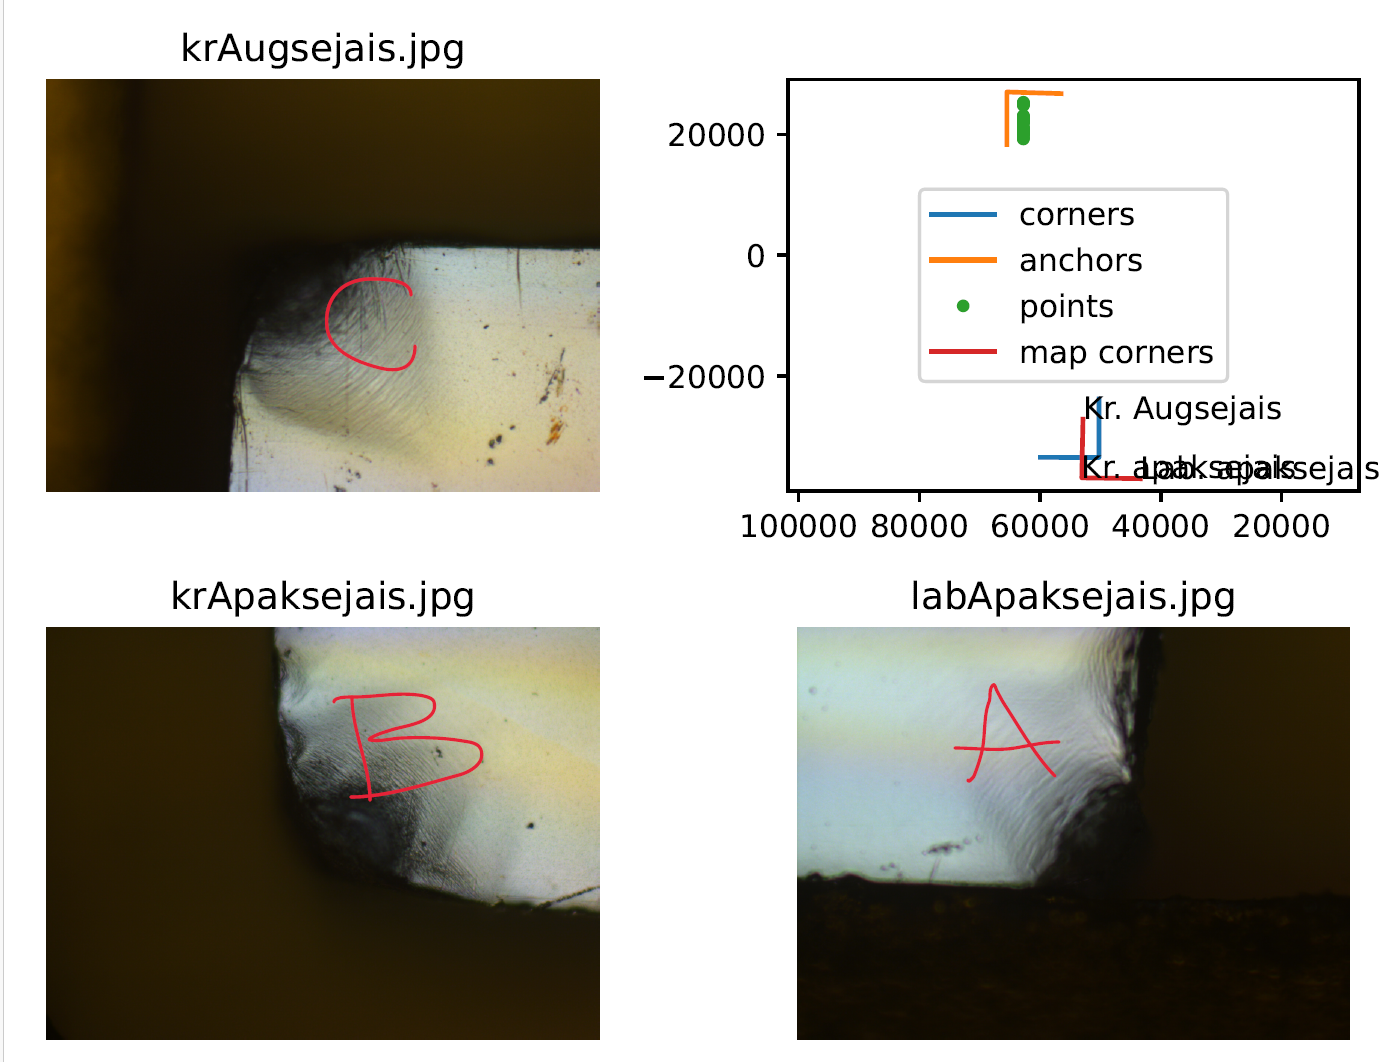 krAugsejais.jpg
C
20000
0
−20000
corners
anchors
points
map corners
Kr. Augsejais
Kr. apaksejais
Lab. apaksejais
100000 80000 60000 40000 20000
krApaksejais.jpg
B
labApaksejais.jpg
A